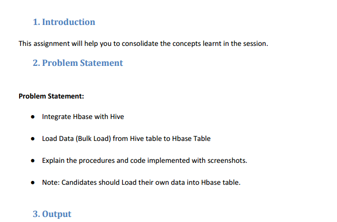 1. Introduction
This assignment will help you to consolidate the concepts learnt in the session.
2. Problem Statement
Problem Statement:
● Integrate Hbase with Hive
● Load Data (Bulk Load) from Hive table to Hbase Table
● Explain the procedures and code implemented with screenshots.
● Note: Candidates should Load their own data into Hbase table.
3. Output